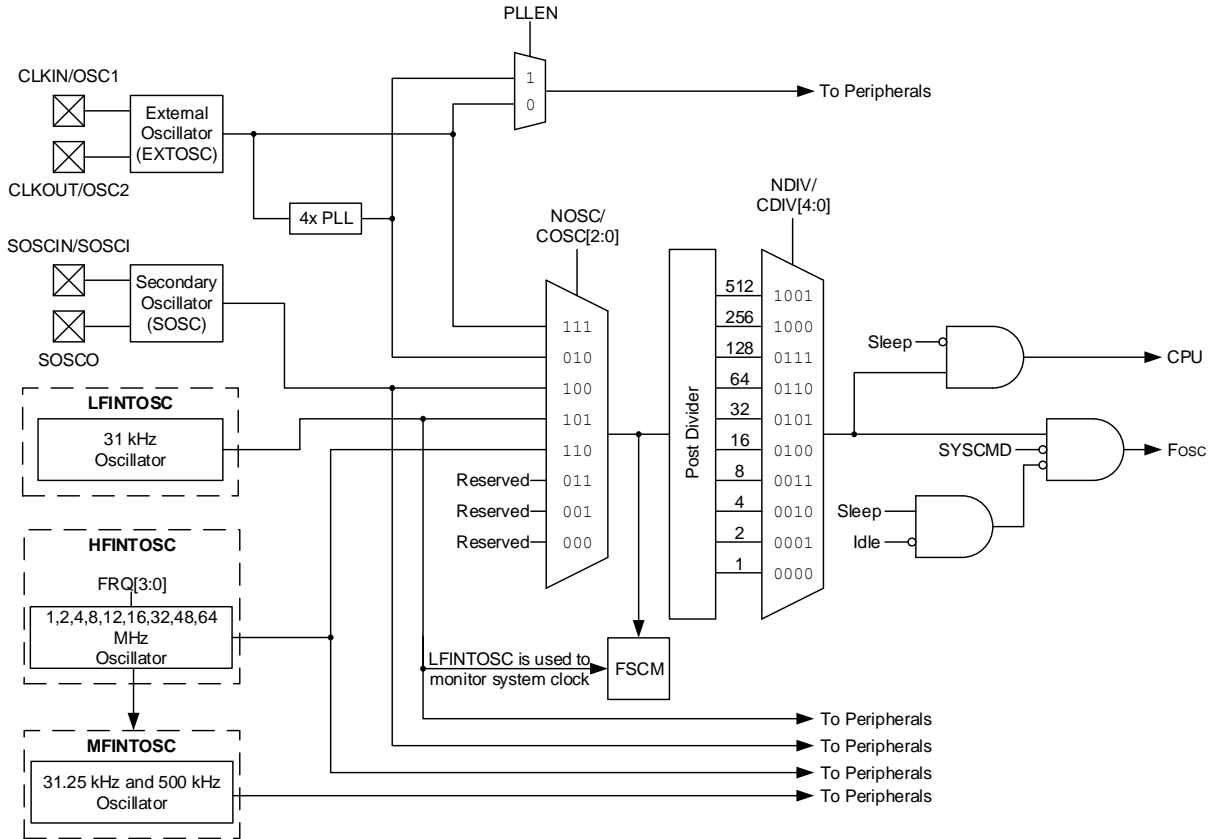 PLLEN
CLKIN/OSC1
1
To Peripherals
0
External
Oscillator
(EXTOSC)
CLKOUT/OSC2
4x PLL
NOSC/
COSC[2:0]
NDIV/
CDIV[4:0]
SOSCIN/SOSCI
Secondary
Oscillator
(SOSC)
SOSCO
111
010
100
101
110
Reserved 011
Reserved 001
Reserved 000
Post Divider
512 1001
256 1000
128 0111
64 0110
32 0101
16 0100
8 0011
4 0010
2 0001
1 0000
Sleep
CPU
SYSCMD
Fosc
Sleep
Idle
LFINTOSC
31 kHz
Oscillator
HFINTOSC
FRQ[3:0]
1,2,4,8,12,16,32,48,64
MHz
Oscillator
LFINTOSC is used to
monitor system clock
FSCM
MFINTOSC
31.25 kHz and 500 kHz
Oscillator
To Peripherals
To Peripherals
To Peripherals
To Peripherals